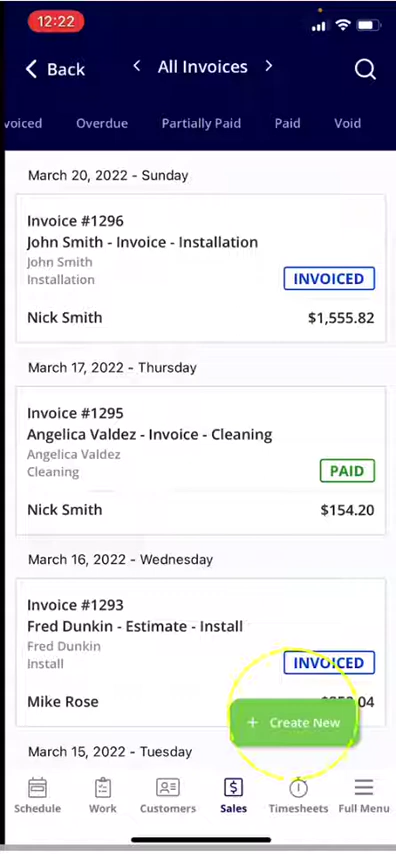 12:22
Back
All Invoices
voiced Overdue Partially Paid Paid Void
March 20, 2022 - Sunday
Invoice #1296
John Smith - Invoice - Installation
John Smith
Installation
INVOICED
Nick Smith $1,555.82
March 17, 2022 - Thursday
Invoice #1295
Angelica Valdez - Invoice - Cleaning
Angelica Valdez
Cleaning
PAID
Nick Smith $154.20
March 16, 2022 - Wednesday
Invoice #1293
Fred Dunkin - Estimate - Install
Fred Dunkin
Install
INVOICED
Mike Rose
+ Create New
March 15, 2022 - Tuesday
Schedule Work Customers Sales Timesheets Full Menu